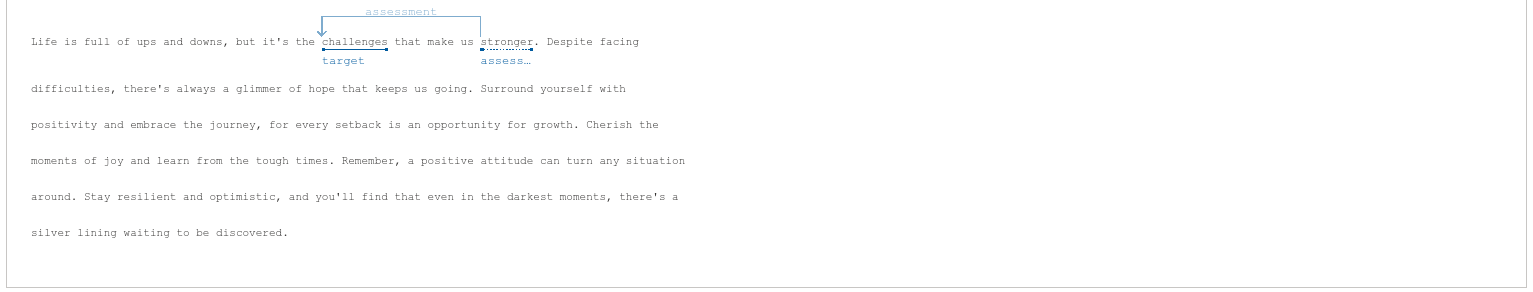 assessment
Life is full of ups and downs, but it's the challenges that make us stronger. Despite facing
target assess…
difficulties, there's always a glimmer of hope that keeps us going. Surround yourself with
positivity and embrace the journey, for every setback is an opportunity for growth. Cherish the
moments of joy and learn from the tough times. Remember, a positive attitude can turn any situation
around. Stay resilient and optimistic, and you'll find that even in the darkest moments, there's a
silver lining waiting to be discovered.